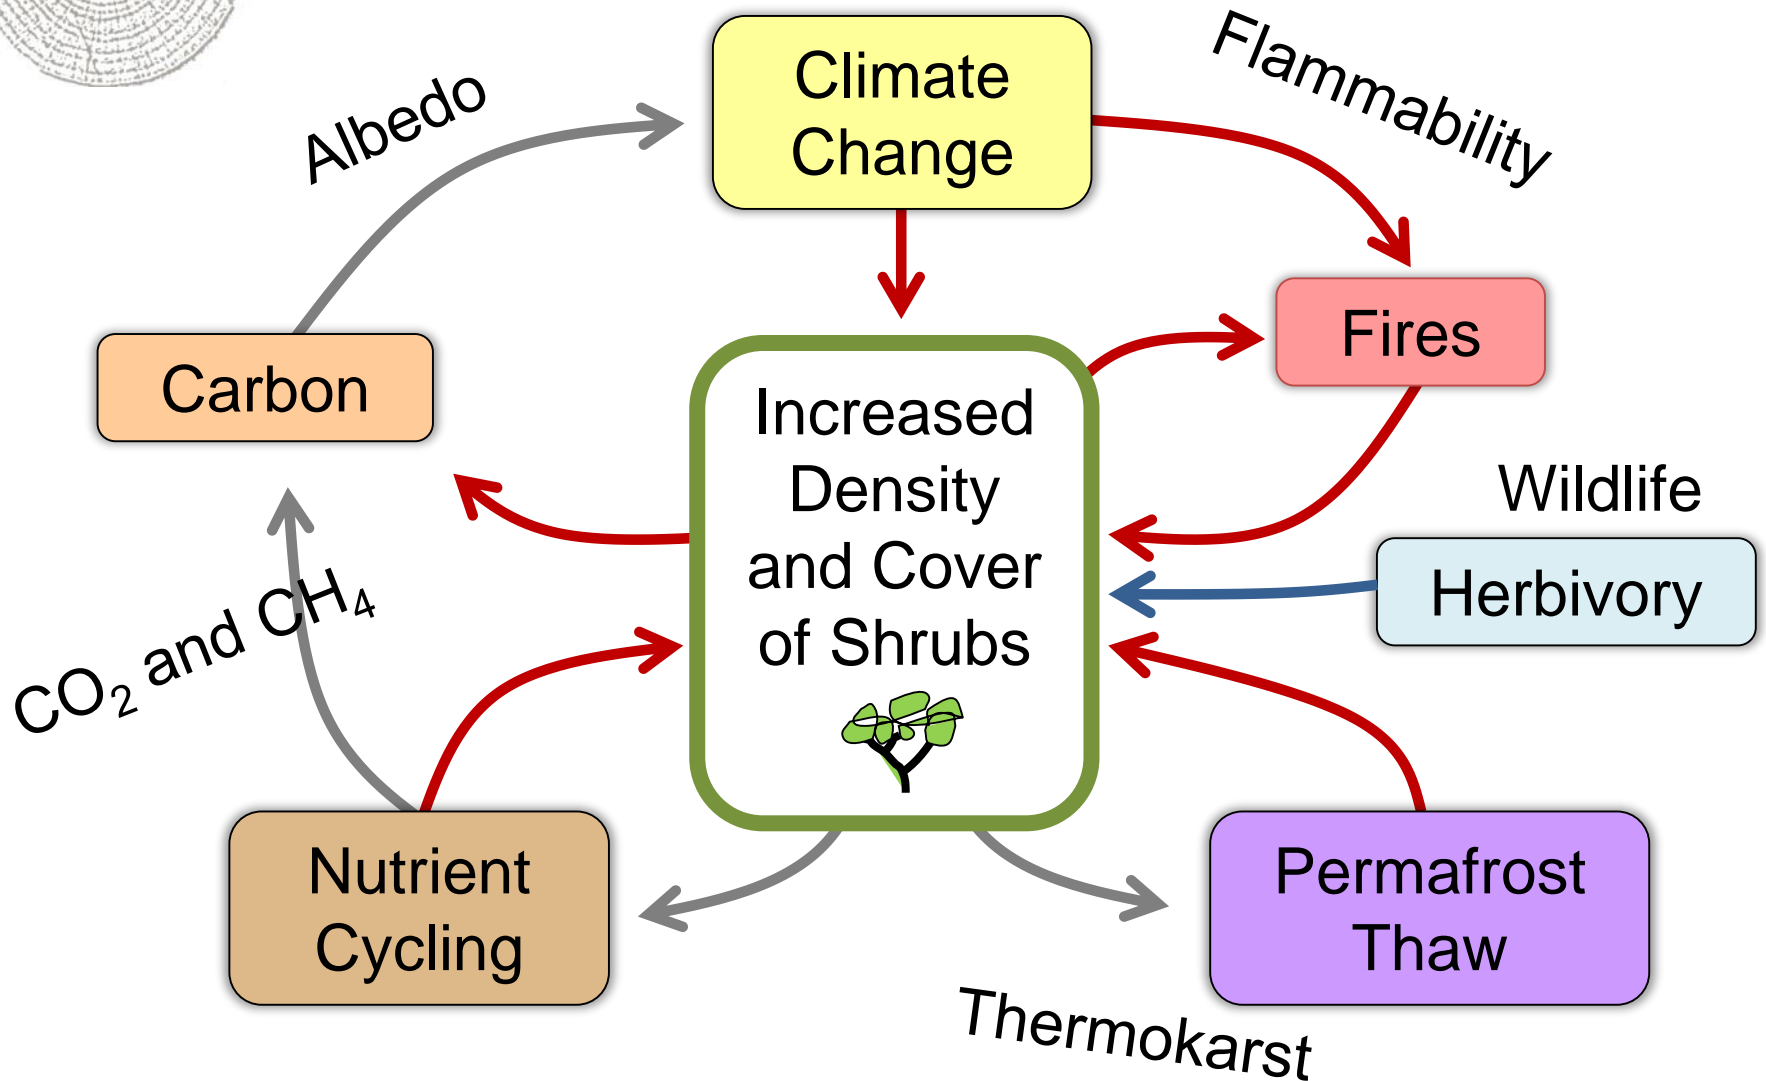 Albedo
Climate
Change
Flammability
Fires
Carbon
Increased
Density
and Cover
of Shrubs
Wildlife
Herbivory
CO₂ and CH₄
Nutrient
Cycling
Permafrost
Thaw
Thermokarst